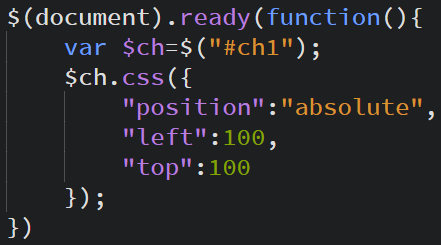 $(document).ready(function(){
    var $ch=$("#ch1");
    $ch.css({
        "position":"absolute",
        "left":100,
        "top":100
    });
})